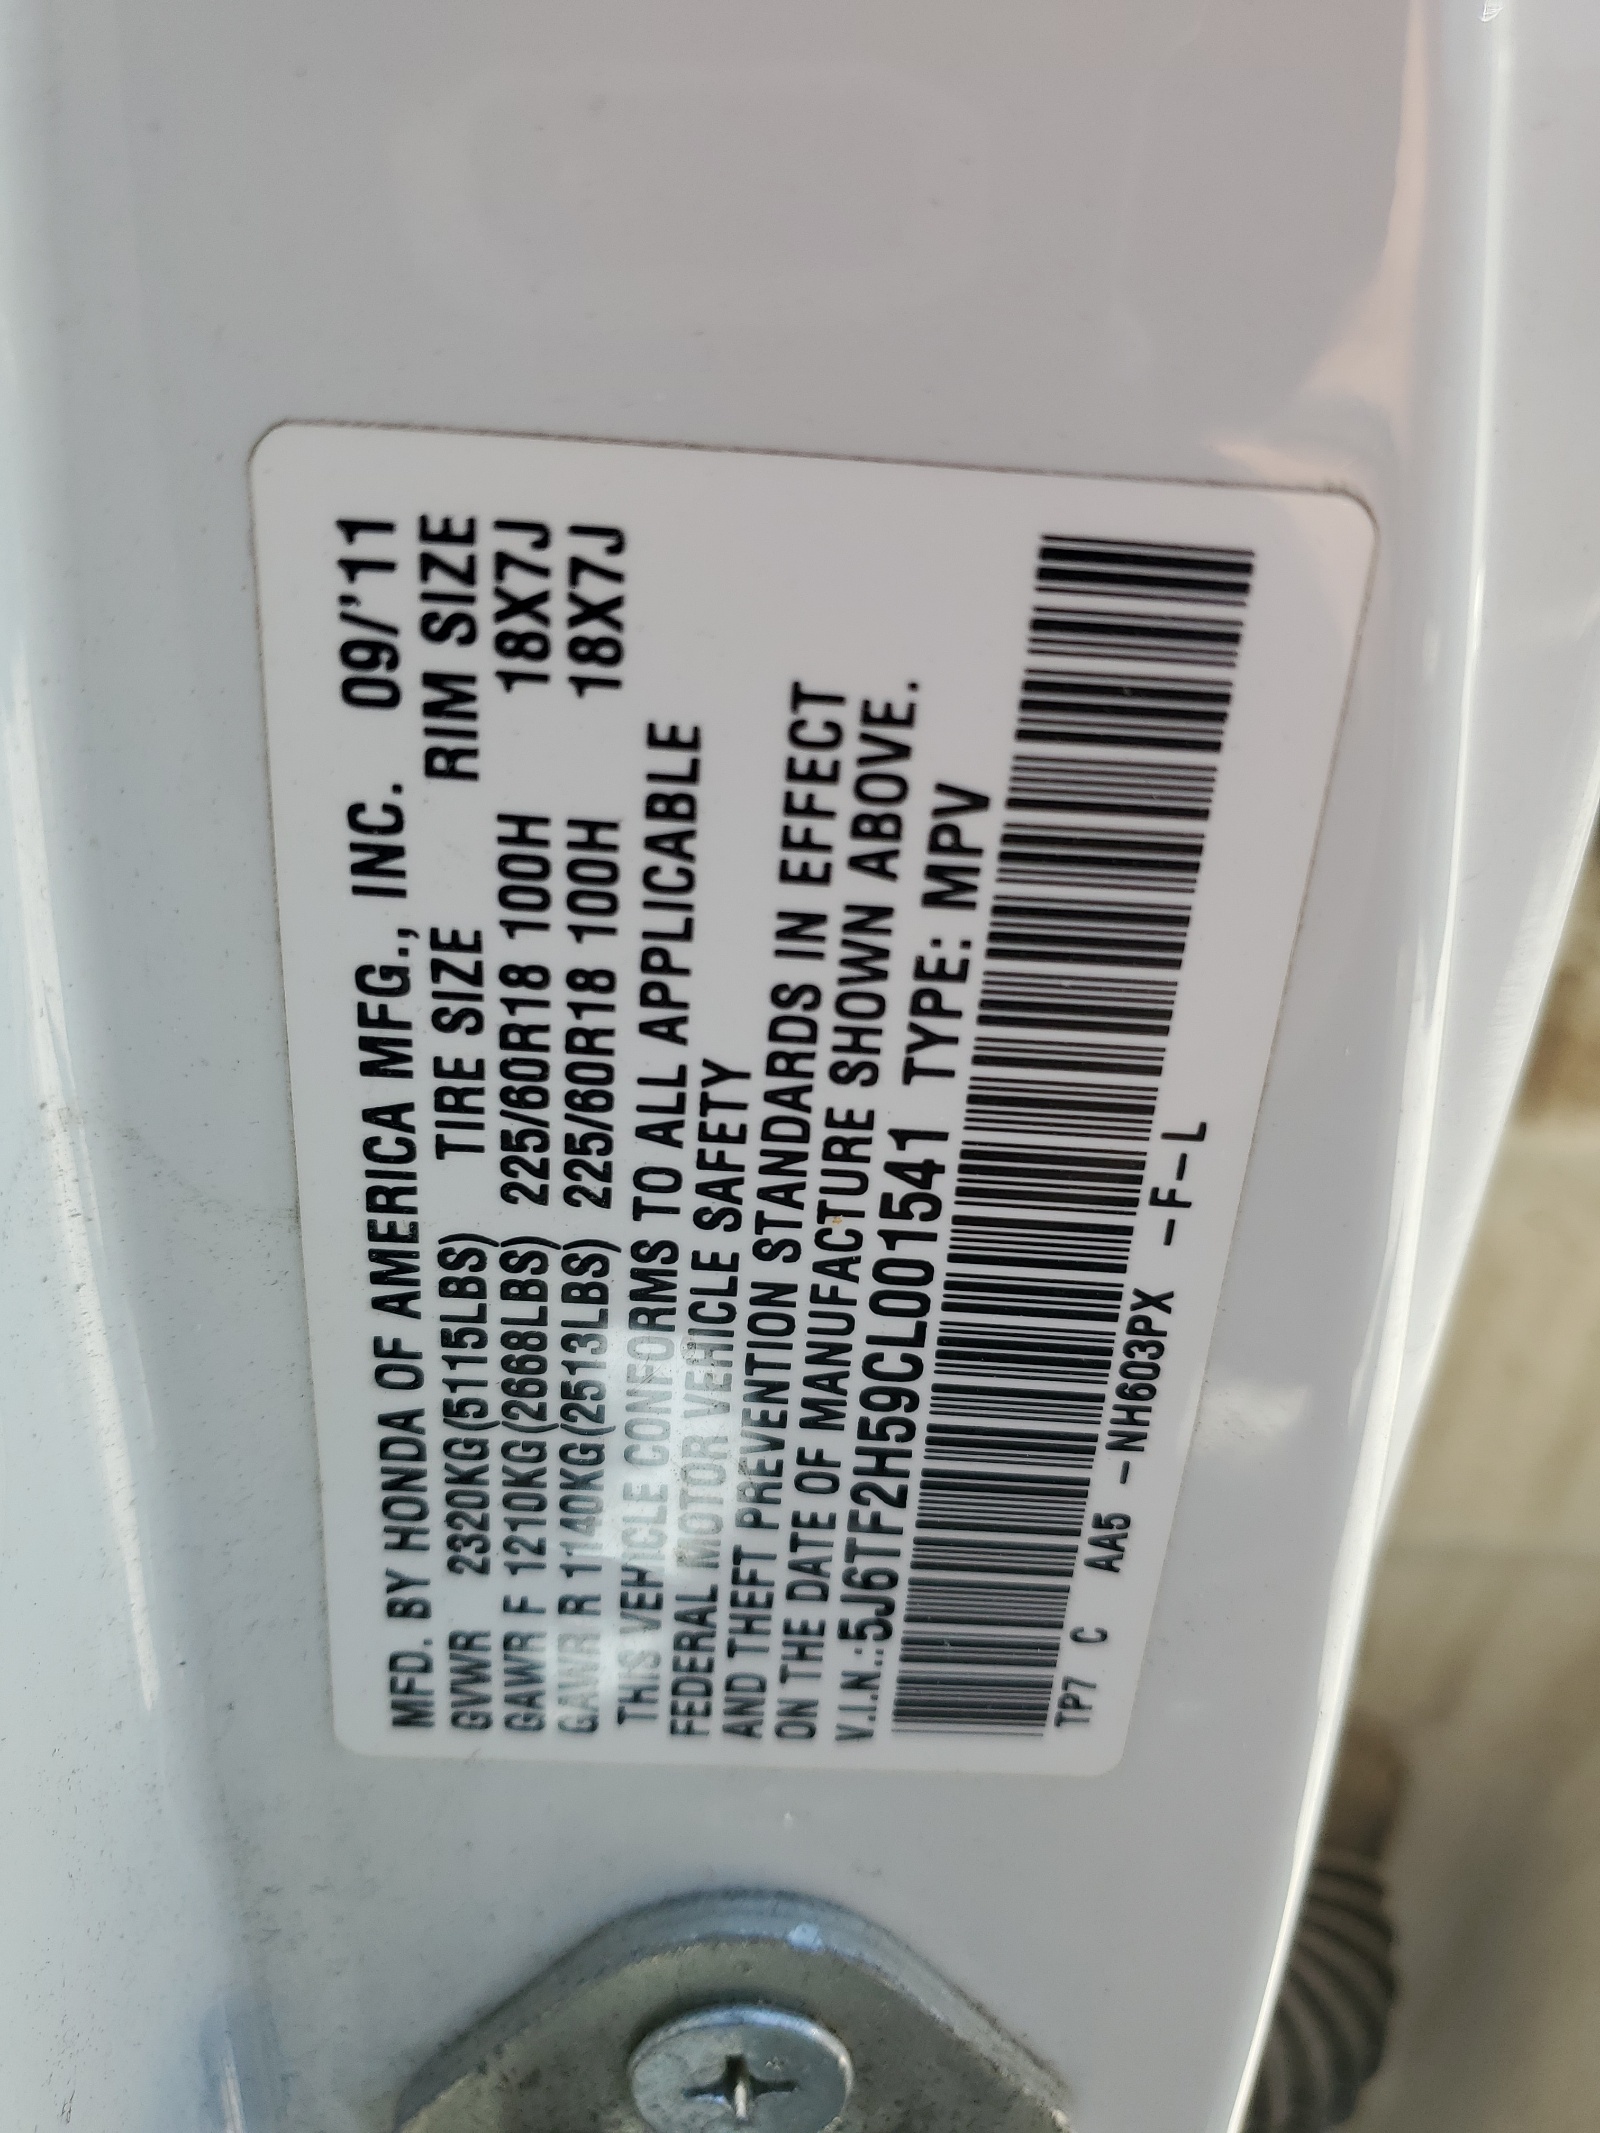 MFD. BY HONDA OF AMERICA MFG., INC. 09/'11
GVWR 2320KG(5115LBS) TIRE SIZE RIM SIZE
GAWR F 1210KG(2668LBS) 225/60R18 100H 18X7J
GAWR R 1140KG(2513LBS) 225/60R18 100H 18X7J
THIS VEHICLE CONFORMS TO ALL APPLICABLE
FEDERAL MOTOR VEHICLE SAFETY
AND THEFT PREVENTION STANDARDS IN EFFECT
ON THE DATE OF MANUFACTURE SHOWN ABOVE.
V.I.N.:5J6TF2H59CL001541 TYPE: MPV
TP7 C AA5 -NH603PX -F-L